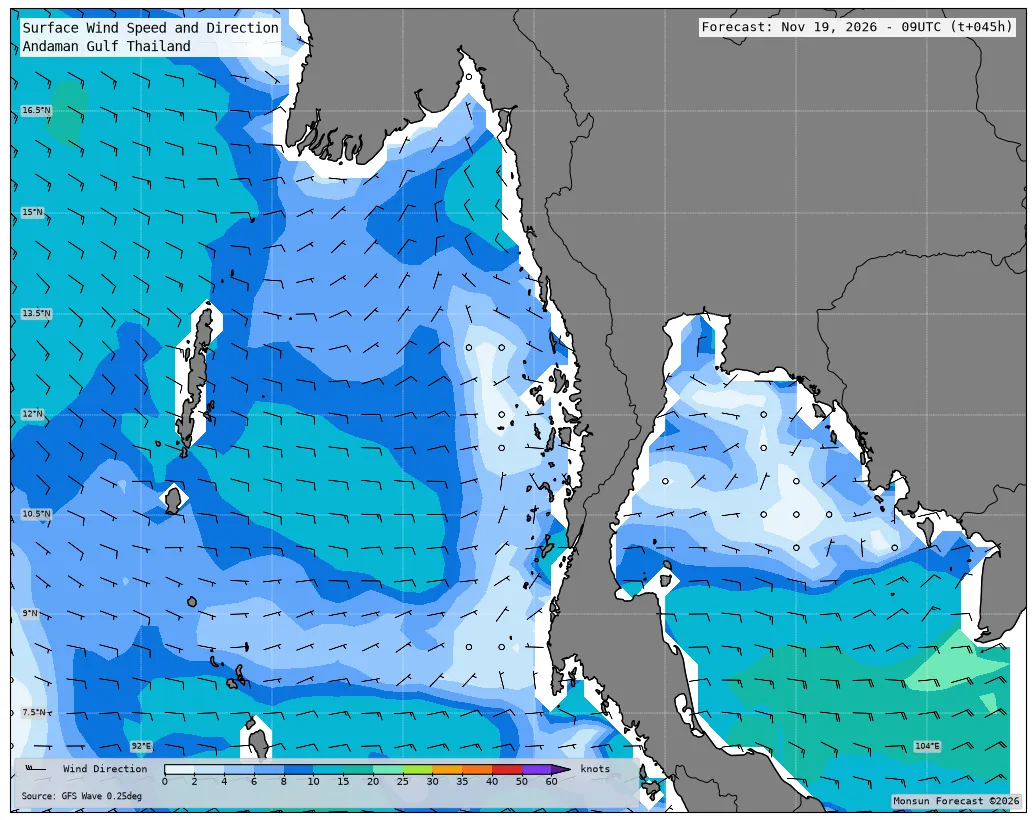 Surface Wind Speed and Direction
Andaman Gulf Thailand
Forecast: Nov 19, 2026 - 09UTC (t+045h)
16.5°N
15°N
13.5°N
12°N
10.5°N
9°N
7.5°N
92°E
104°E
Wind Direction
knots
0 2 4 6 8 10 15 20 25 30 35 40 50 60
Source: GFS Wave 0.25deg
Monsun Forecast ©2026